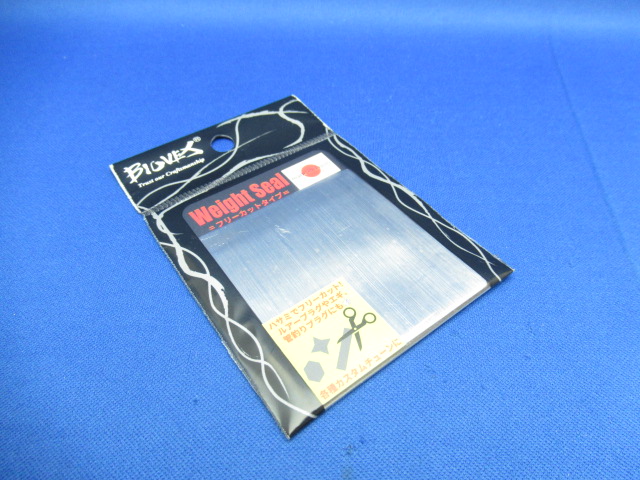 BIOVEX®
Trust our Craftsmanship
Weight Seal
=フリーカットタイプ=
ハサミでフリーカット!
ルアープラグやエギ、
管釣りプラグにも
各種カスタムチューンに